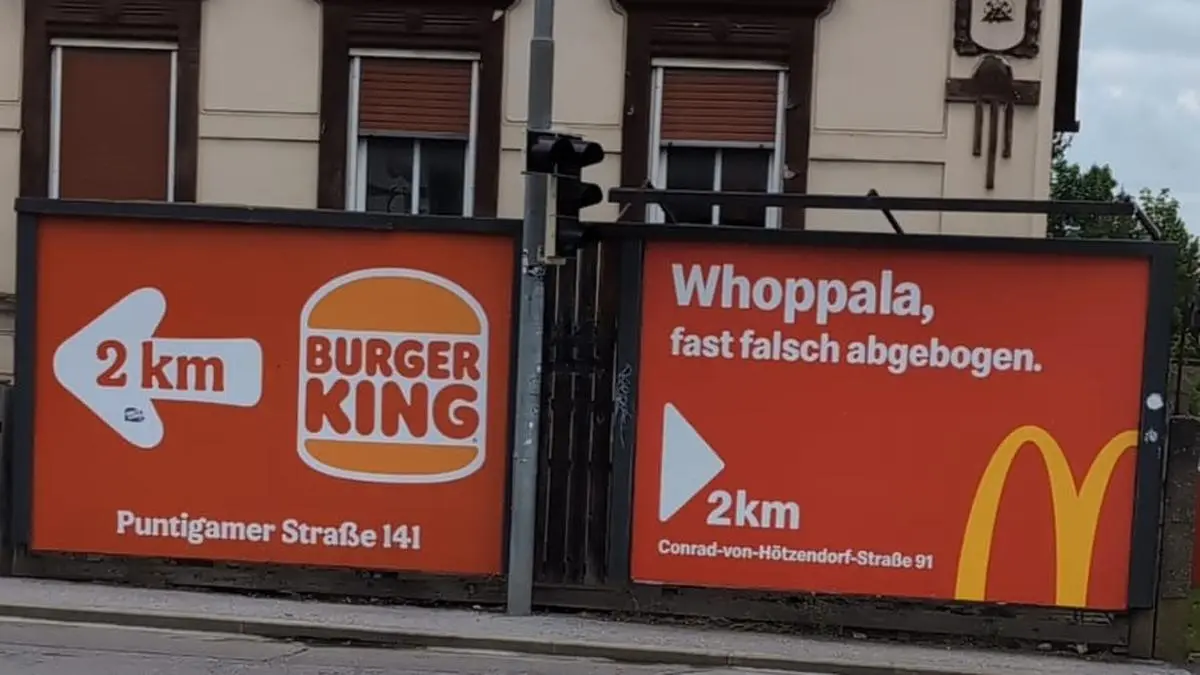 2 km
BURGER
KING
Puntigamer Straße 141
Whoppala,
fast falsch abgebogen.
2km
Conrad-von-Hötzendorf-Straße 91